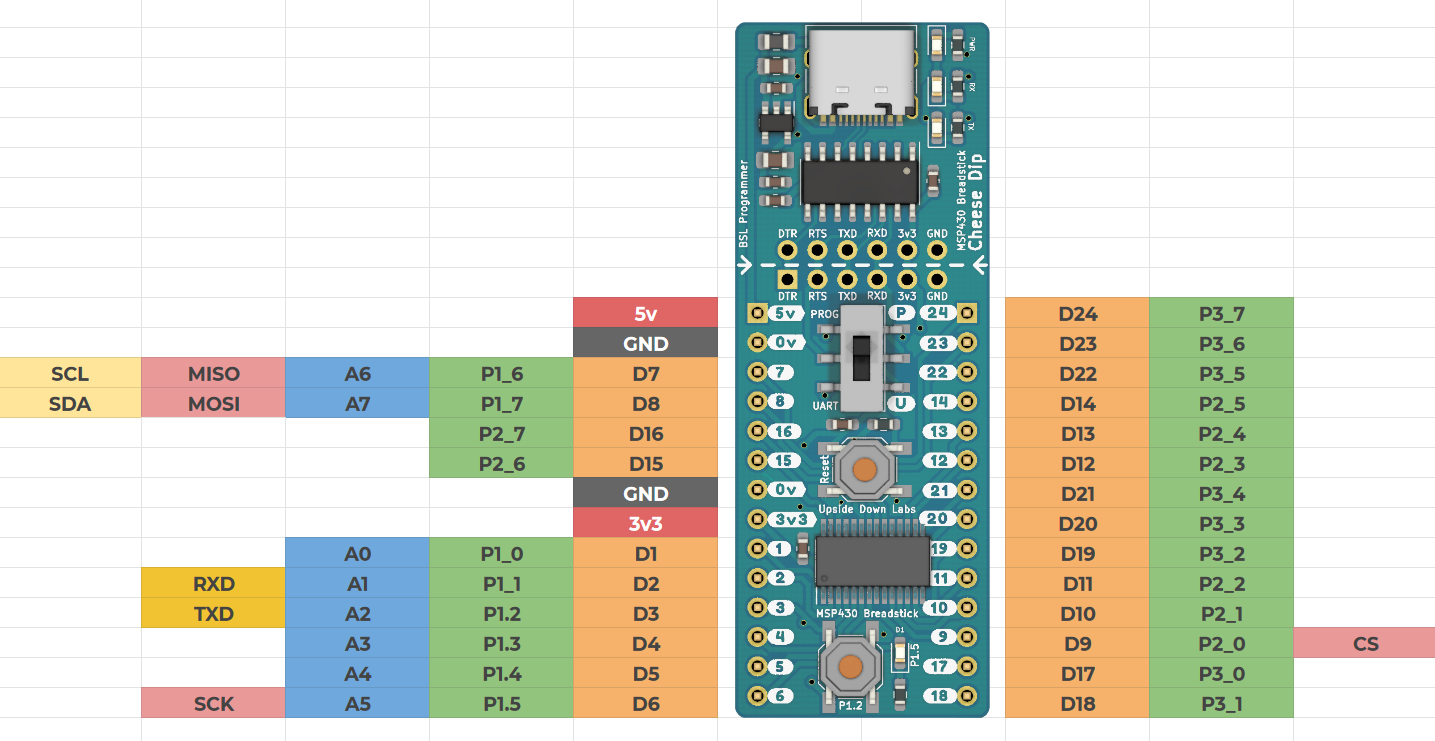 PWR
RX
TX
BSL Programmer
MSP430 Breadstick
Cheese Dip
DTR RTS TXD RXD 3v3 GND
DTR RTS TXD RXD 3v3 GND
5v 5v PROG P 24 D24 P3_7
GND 0v 23 D23 P3_6
SCL MISO A6 P1_6 D7 7 22 D22 P3_5
SDA MOSI A7 P1_7 D8 8 UART U 14 D14 P2_5
P2_7 D16 16 13 D13 P2_4
P2_6 D15 15 Reset 12 D12 P2_3
GND 0v 21 D21 P3_4
Upside Down Labs
3v3 3v3 20 D20 P3_3
A0 P1_0 D1 1 19 D19 P3_2
RXD A1 P1_1 D2 2 11 D11 P2_2
TXD A2 P1.2 D3 3 10 D10 P2_1
MSP430 Breadstick
A3 P1.3 D4 4 D1 9 D9 P2_0 CS
A4 P1.4 D5 5 P1.5 17 D17 P3_0
SCK A5 P1.5 D6 6 P1.2 18 D18 P3_1